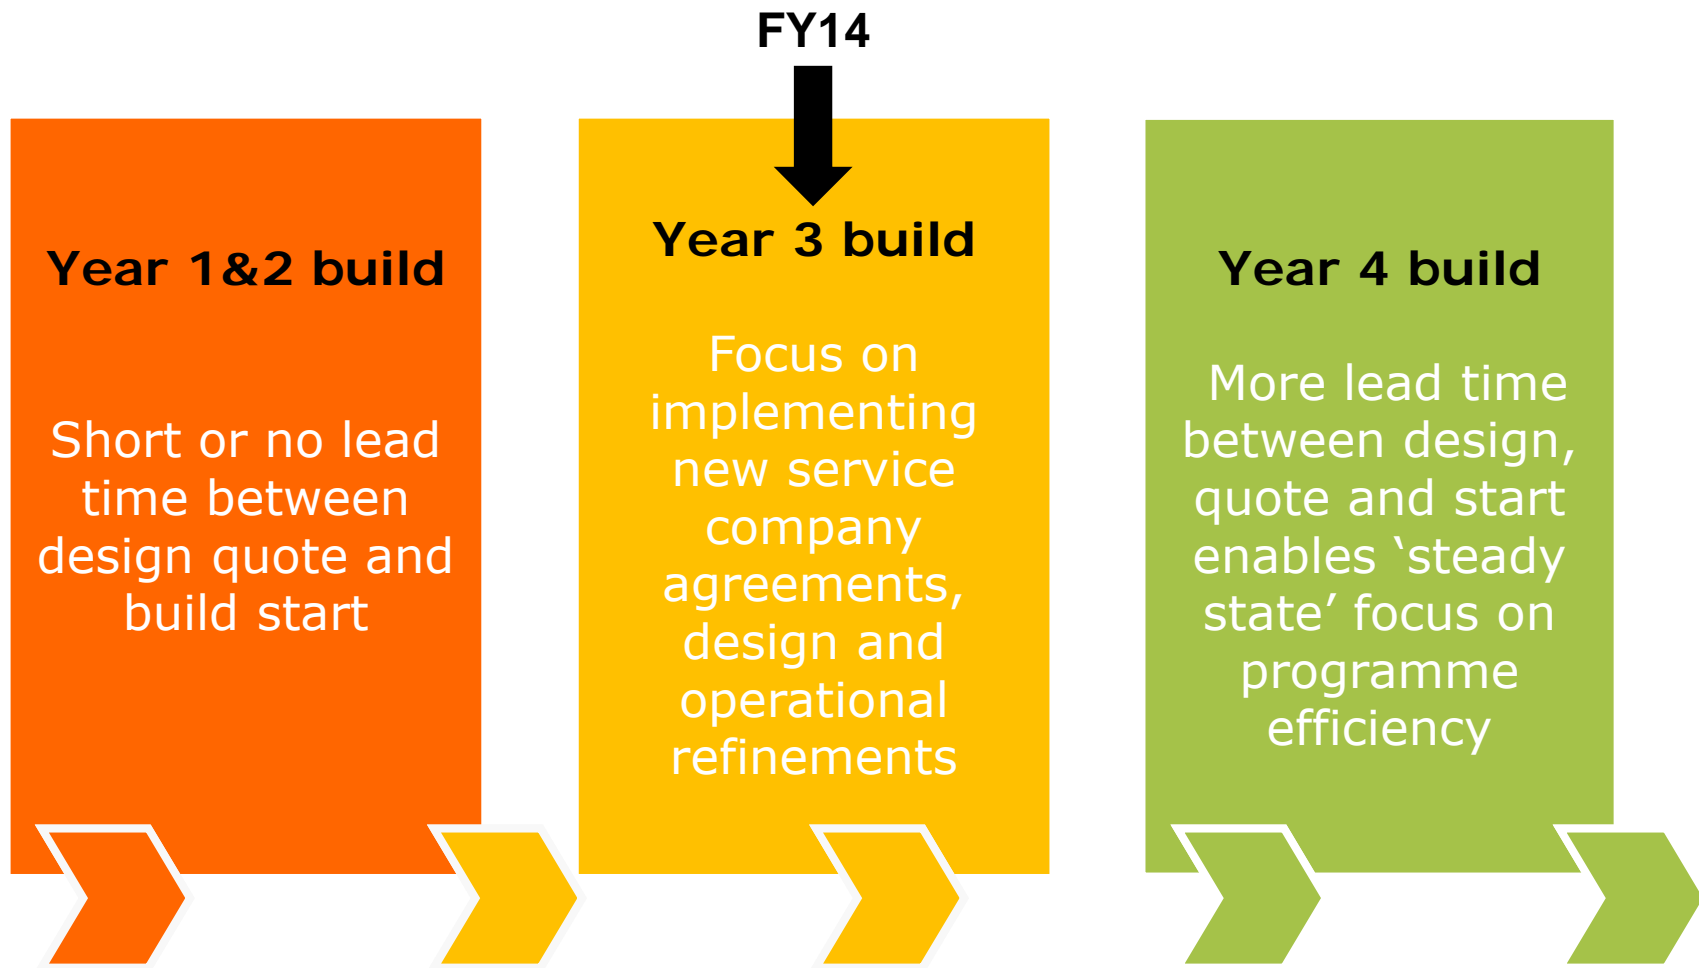 FY14
Year 1&2 build
Short or no lead
time between
design quote and
build start
Year 3 build
Focus on
implementing
new service
company
agreements,
design and
operational
refinements
Year 4 build
More lead time
between design,
quote and start
enables ‘steady
state’ focus on
programme
efficiency